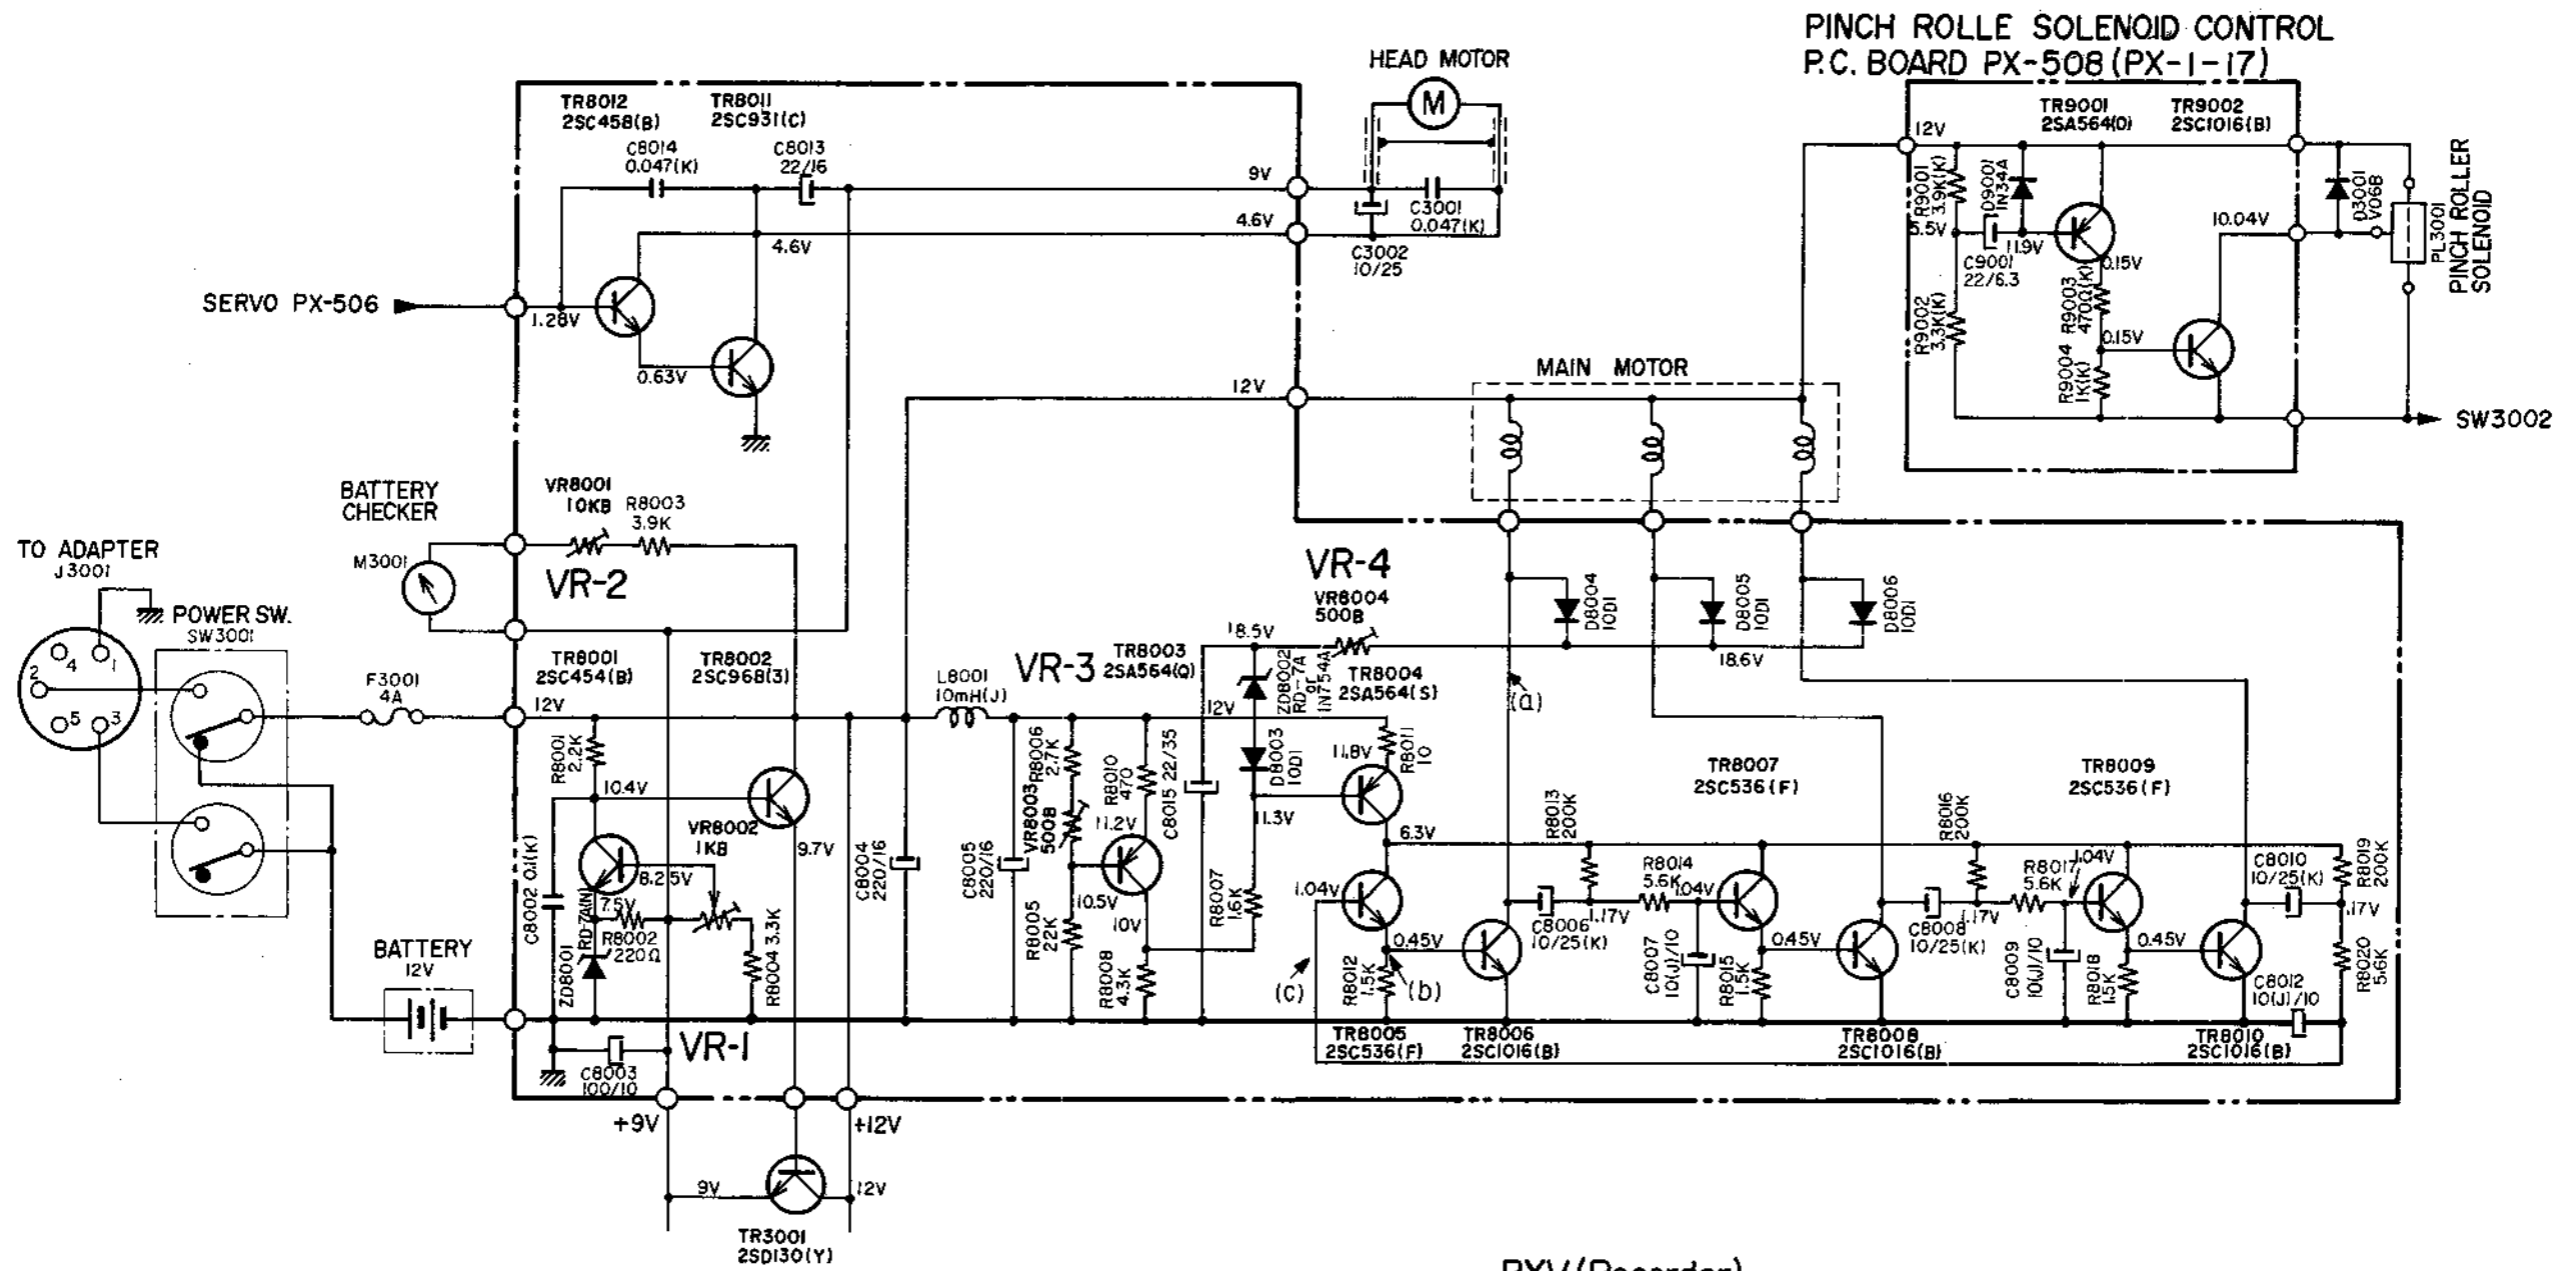 PINCH ROLLE SOLENOID CONTROL
P.C. BOARD PX-508 (PX-1-17)
HEAD MOTOR
M
TR8012
2SC458(B)
TR8011
2SC931(C)
C8014
0.047(K)
C8013
22/16
9V
4.6V
4.6V
C3001
0.047(K)
C3002
10/25
TR9001
2SA564(O)
TR9002
2SC1016(B)
12V
R9001
3.9K(K)
D9001
IN34A
5.5V
11.9V
C9001
22/6.3
0.15V
R9003
470Ω(K)
0.15V
R9002
3.3K(K)
R9004
1K(K)
10.04V
D3001
V06B
PL3001
PINCH ROLLER
SOLENOID
SW3002
SERVO PX-506
1.28V
0.63V
12V
MAIN MOTOR
BATTERY
CHECKER
M3001
VR8001
10KB
R8003
3.9K
VR-2
TO ADAPTER
J3001
1
2
3
4
5
POWER SW.
SW3001
F3001
4A
12V
TR8001
2SC454(B)
TR8002
2SC968(3)
R8001
2.2K
10.4V
VR8002
1KB
9.7V
8.25V
7.5V
R8002
220Ω
C8002 0.1(K)
ZD8001
RD-7A(N)
R8004 3.3K
BATTERY
12V
C8003
100/10
VR-1
+9V
+12V
9V
12V
TR3001
2SD130(Y)
C8004
220/16
L8001
10mH(J)
C8005
220/16
VR-3
TR8003
2SA564(Q)
R8006
2.7K
VR8003
500B
R8005
22K
R8010
470
11.2V
10.5V
10V
R8008
4.3K
C8015 22/35
R8007
1.6K
VR-4
VR8004
500B
18.5V
12V
ZD8002
RD-7A
or
IN754A
D8003
10D1
11.3V
TR8004
2SA564(S)
11.8V
R8011
10
6.3V
D8004
10D1
D8005
10D1
D8006
10D1
18.6V
(a)
(b)
(c)
1.04V
0.45V
R8012
1.5K
TR8005
2SC536(F)
TR8006
2SC1016(B)
C8006
10/25(K)
R8013
200K
1.17V
R8014
5.6K
1.04V
C8007
10(J)/10
R8015
1.5K
TR8007
2SC536(F)
0.45V
TR8008
2SC1016(B)
C8008
10/25(K)
R8016
200K
1.17V
R8017
5.6K
1.04V
C8009
10(J)/10
R8018
1.5K
TR8009
2SC536(F)
0.45V
TR8010
2SC1016(B)
C8010
10/25(K)
R8019
200K
.17V
R8020
5.6K
C8012
10(J)/10